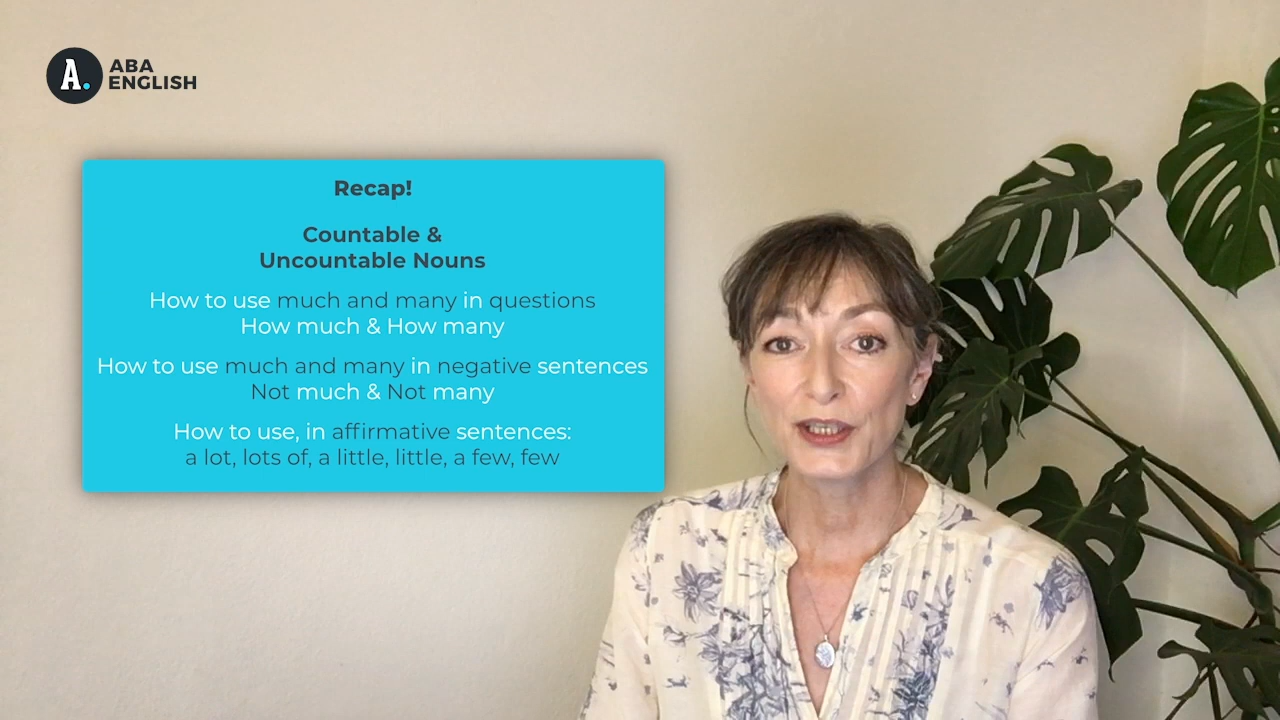 A.
ABA
ENGLISH
Recap!
Countable &
Uncountable Nouns
How to use much and many in questions
How much & How many
How to use much and many in negative sentences
Not much & Not many
How to use, in affirmative sentences:
a lot, lots of, a little, little, a few, few